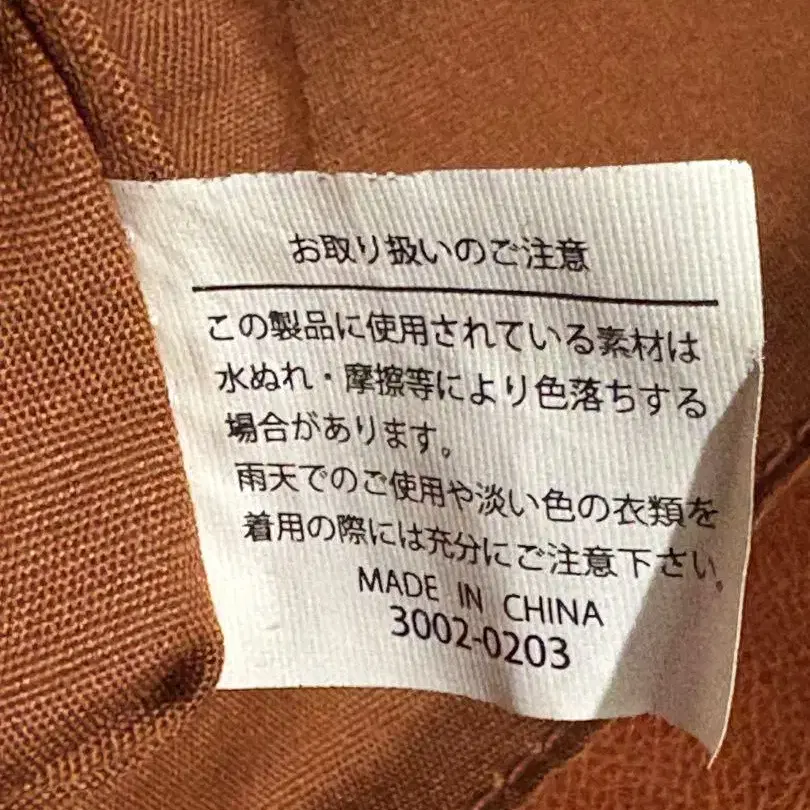 お取り扱いのご注意
この製品に使用されている素材は
水ぬれ・摩擦等により色落ちする
場合があります。
雨天でのご使用や淡い色の衣類を
着用の際には充分にご注意下さい。
MADE IN CHINA
3002-0203